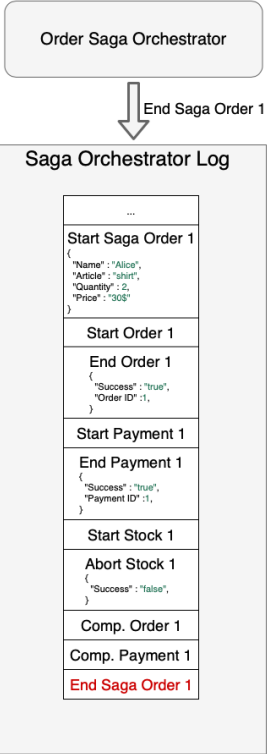 Order Saga Orchestrator
End Saga Order 1
Saga Orchestrator Log
...
Start Saga Order 1
{
"Name" : "Alice",
"Article" : "shirt",
"Quantity" : 2,
"Price" : "30$"
}
Start Order 1
End Order 1
{
"Success" : "true",
"Order ID" :1,
}
Start Payment 1
End Payment 1
{
"Success" : "true",
"Payment ID" :1,
}
Start Stock 1
Abort Stock 1
{
"Success" : "false",
}
Comp. Order 1
Comp. Payment 1
End Saga Order 1